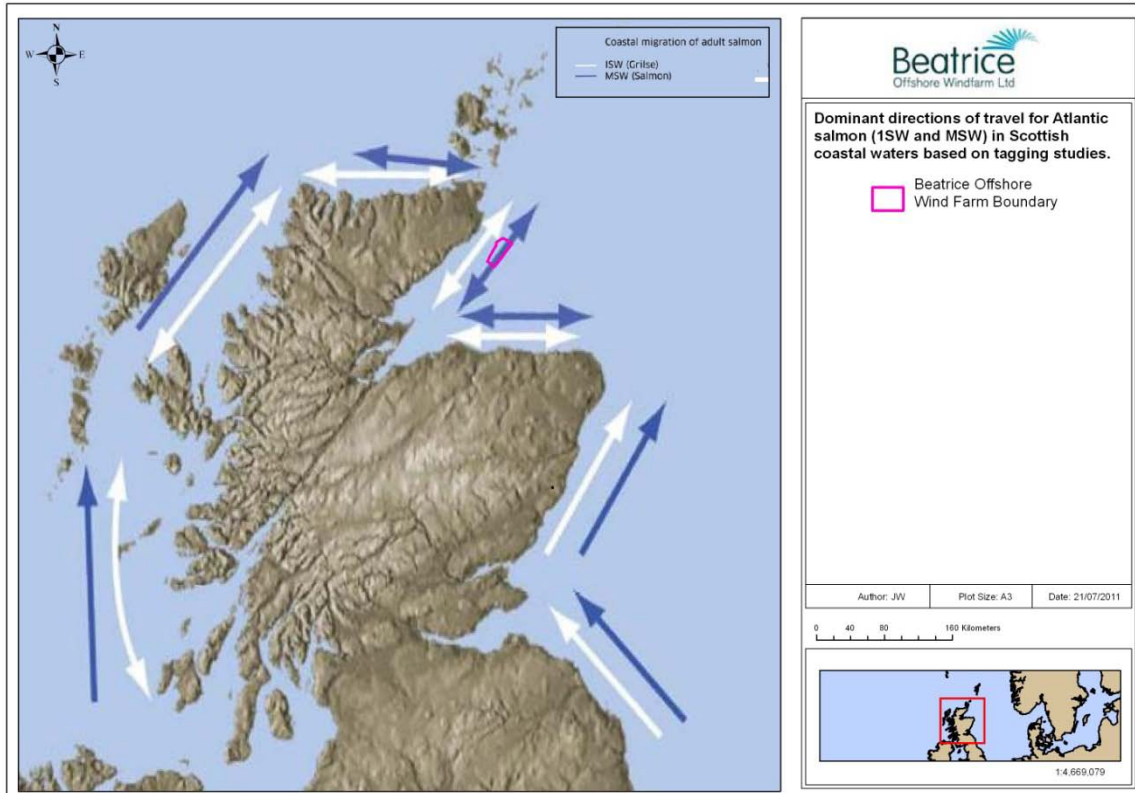 N
W E
S
Coastal migration of adult salmon
ISW (Grilse)
MSW (Salmon)
Beatrice
Offshore Windfarm Ltd
Dominant directions of travel for Atlantic
salmon (1SW and MSW) in Scottish
coastal waters based on tagging studies.
Beatrice Offshore
Wind Farm Boundary
Author: JW Plot Size: A3 Date: 21/07/2011
0 40 80 160 Kilometers
1:4,669,079